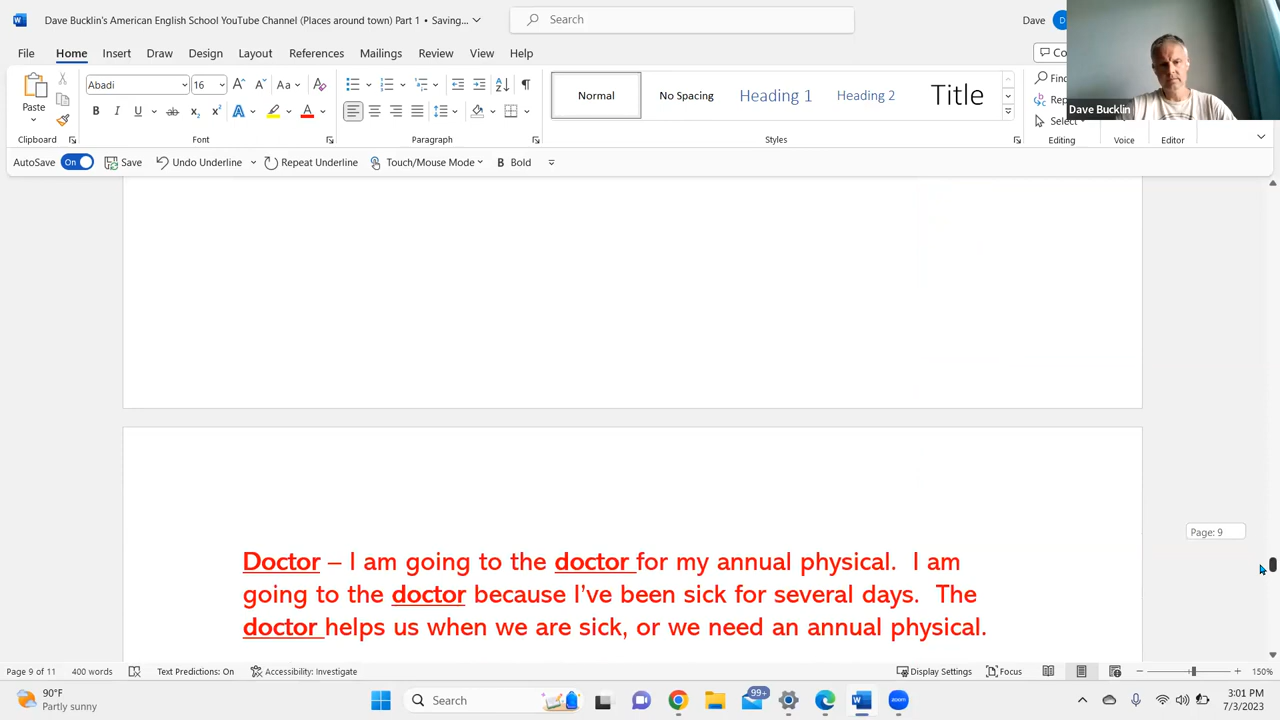 Dave Bucklin's American English School YouTube Channel (Places around town) Part 1 • Saving...
Search
Dave
File
Home
Insert
Draw
Design
Layout
References
Mailings
Review
View
Help
Paste
Abadi
16
Aa
Normal
No Spacing
Heading 1
Heading 2
Title
Select
Dave Bucklin
Clipboard
Font
Paragraph
Styles
Editing
Voice
Editor
AutoSave
On
Save
Undo Underline
Repeat Underline
Touch/Mouse Mode
B Bold
Page: 9
Doctor – I am going to the doctor for my annual physical. I am
going to the doctor because I've been sick for several days. The
doctor helps us when we are sick, or we need an annual physical.
Page 9 of 11
400 words
Text Predictions: On
Accessibility: Investigate
Display Settings
Focus
150%
90°F
Partly sunny
Search
99+
zoom
3:01 PM
7/3/2023